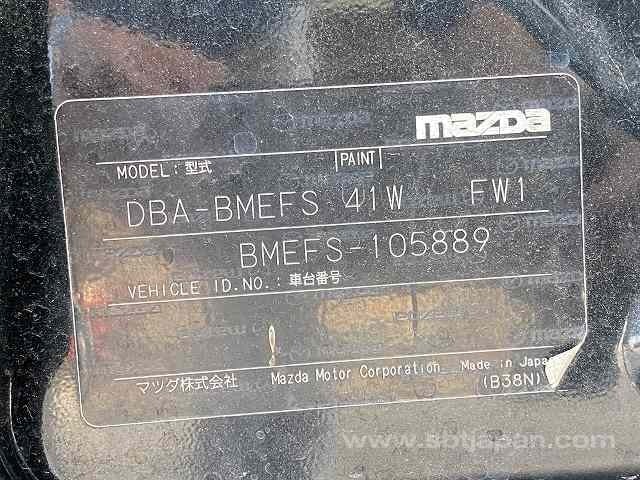 mazda
MODEL: 型式 PAINT
DBA-BMEFS 41W FW1
BMEFS-105889
VEHICLE ID.NO.: 車台番号
マツダ株式会社 Mazda Motor Corporation Made in Japan
(B38N)
www.sbtjapan.com